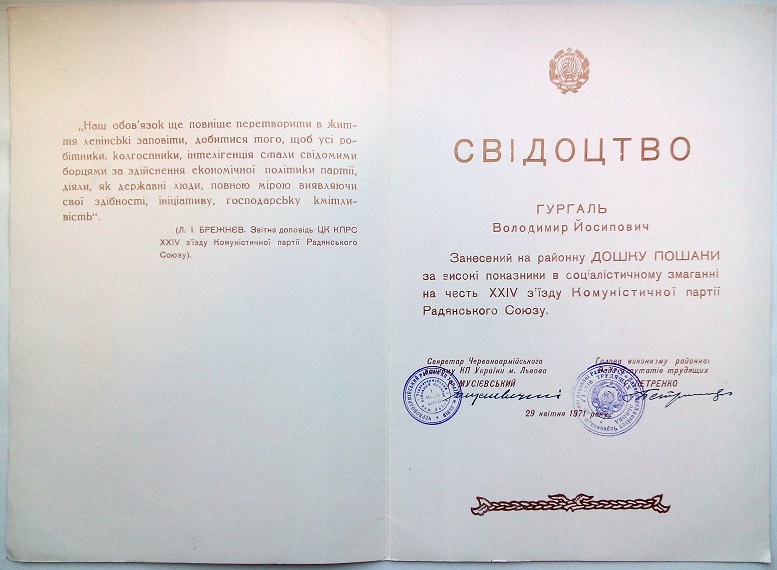 „Наш обов'язок ще повніше перетворити в жит-
тя ленінські заповіти, добитися того, щоб усі ро-
бітники, колгоспники, інтелігенція стали свідомими
борцями за здійснення економічної політики партії,
діяли, як державні люди, повною мірою виявляючи
свої здібності, ініціативу, господарську кмітли-
вість“.
(Л. І. БРЕЖНЄВ. Звітна доповідь ЦК КПРС
XXIV з'їзду Комуністичної партії Радянського
Союзу).
СВІДОЦТВО
ГУРГАЛЬ
Володимир Йосипович
Занесений на районну ДОШКУ ПОШАНИ
за високі показники в соціалістичному змаганні
на честь XXIV з'їзду Комуністичної партії
Радянського Союзу.
Секретар Червоноармійського
КП України м. Львова
МУСІЄВСЬКИЙ
Голова виконкому районної
Ради депутатів трудящих
ПЕТРЕНКО
29 квітня 1971 року